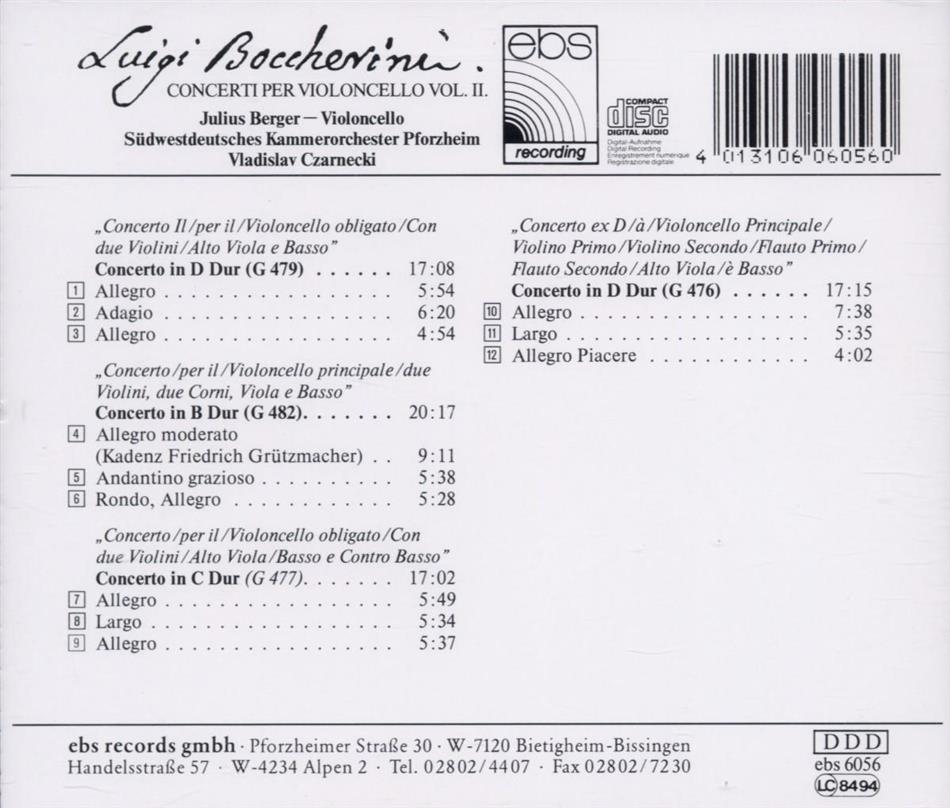 Luigi Boccherini.
CONCERTI PER VIOLONCELLO VOL. II.
Julius Berger — Violoncello
Südwestdeutsches Kammerorchester Pforzheim
Vladislav Czarnecki
ebs
recording
COMPACT
disc
DIGITAL AUDIO
Digital-Aufnahme
Digital Recording
Enregistrement numérique
Registrazione digitale
4 013106 060560
„Concerto II/per il/Violoncello obligato/Con
due Violini/Alto Viola e Basso”
Concerto in D Dur (G 479) . . . . . . 17:08
1 Allegro . . . . . . . . . . . . . . . . . . 5:54
2 Adagio . . . . . . . . . . . . . . . . . . 6:20
3 Allegro . . . . . . . . . . . . . . . . . . 4:54
„Concerto/per il/Violoncello principale/due
Violini, due Corni, Viola e Basso”
Concerto in B Dur (G 482). . . . . . . 20:17
4 Allegro moderato
(Kadenz Friedrich Grützmacher) . . 9:11
5 Andantino grazioso . . . . . . . . . . 5:38
6 Rondo, Allegro . . . . . . . . . . . . 5:28
„Concerto/per il/Violoncello obligato/Con
due Violini/Alto Viola/Basso e Contro Basso”
Concerto in C Dur (G 477). . . . . . . 17:02
7 Allegro . . . . . . . . . . . . . . . . . . 5:49
8 Largo . . . . . . . . . . . . . . . . . . . 5:34
9 Allegro . . . . . . . . . . . . . . . . . . 5:37
„Concerto ex D/à/Violoncello Principale/
Violino Primo/Violino Secondo/Flauto Primo/
Flauto Secondo/Alto Viola/è Basso”
Concerto in D Dur (G 476) . . . . . . 17:15
10 Allegro . . . . . . . . . . . . . . . . . . 7:38
11 Largo . . . . . . . . . . . . . . . . . . . 5:35
12 Allegro Piacere . . . . . . . . . . . . . 4:02
ebs records gmbh · Pforzheimer Straße 30 · W-7120 Bietigheim-Bissingen
Handelsstraße 57 · W-4234 Alpen 2 · Tel. 02802/4407 · Fax 02802/7230
DDD
ebs 6056
LC 8494